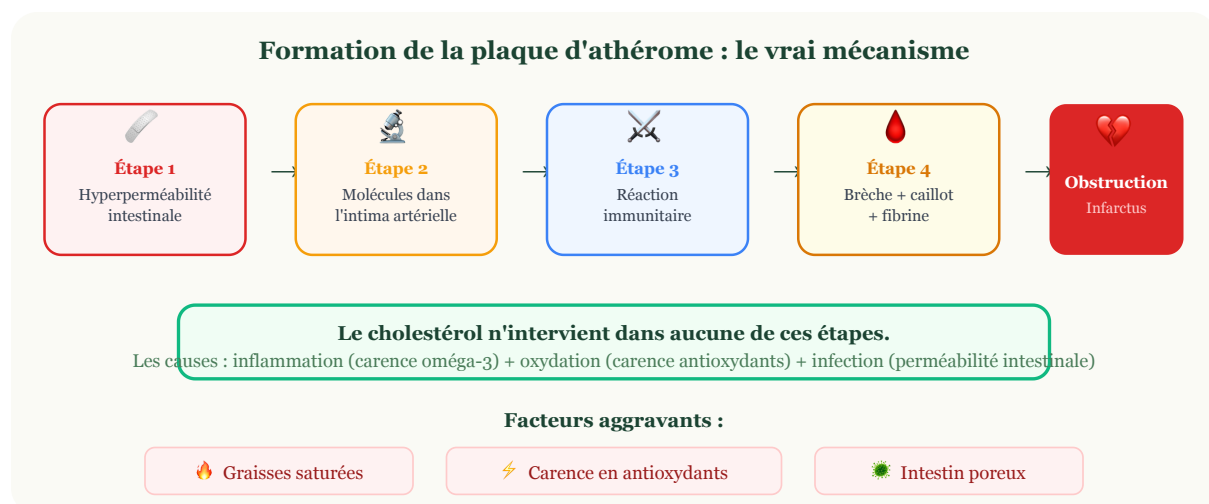 Formation de la plaque d'athérome : le vrai mécanisme
Étape 1
Hyperperméabilité
intestinale
Étape 2
Molécules dans
l'intima artérielle
Étape 3
Réaction
immunitaire
Étape 4
Brèche + caillot
+ fibrine
Obstruction
Infarctus
Le cholestérol n'intervient dans aucune de ces étapes.
Les causes : inflammation (carence oméga-3) + oxydation (carence antioxydants) + infection (perméabilité intestinale)
Facteurs aggravants :
Graisses saturées
Carence en antioxydants
Intestin poreux